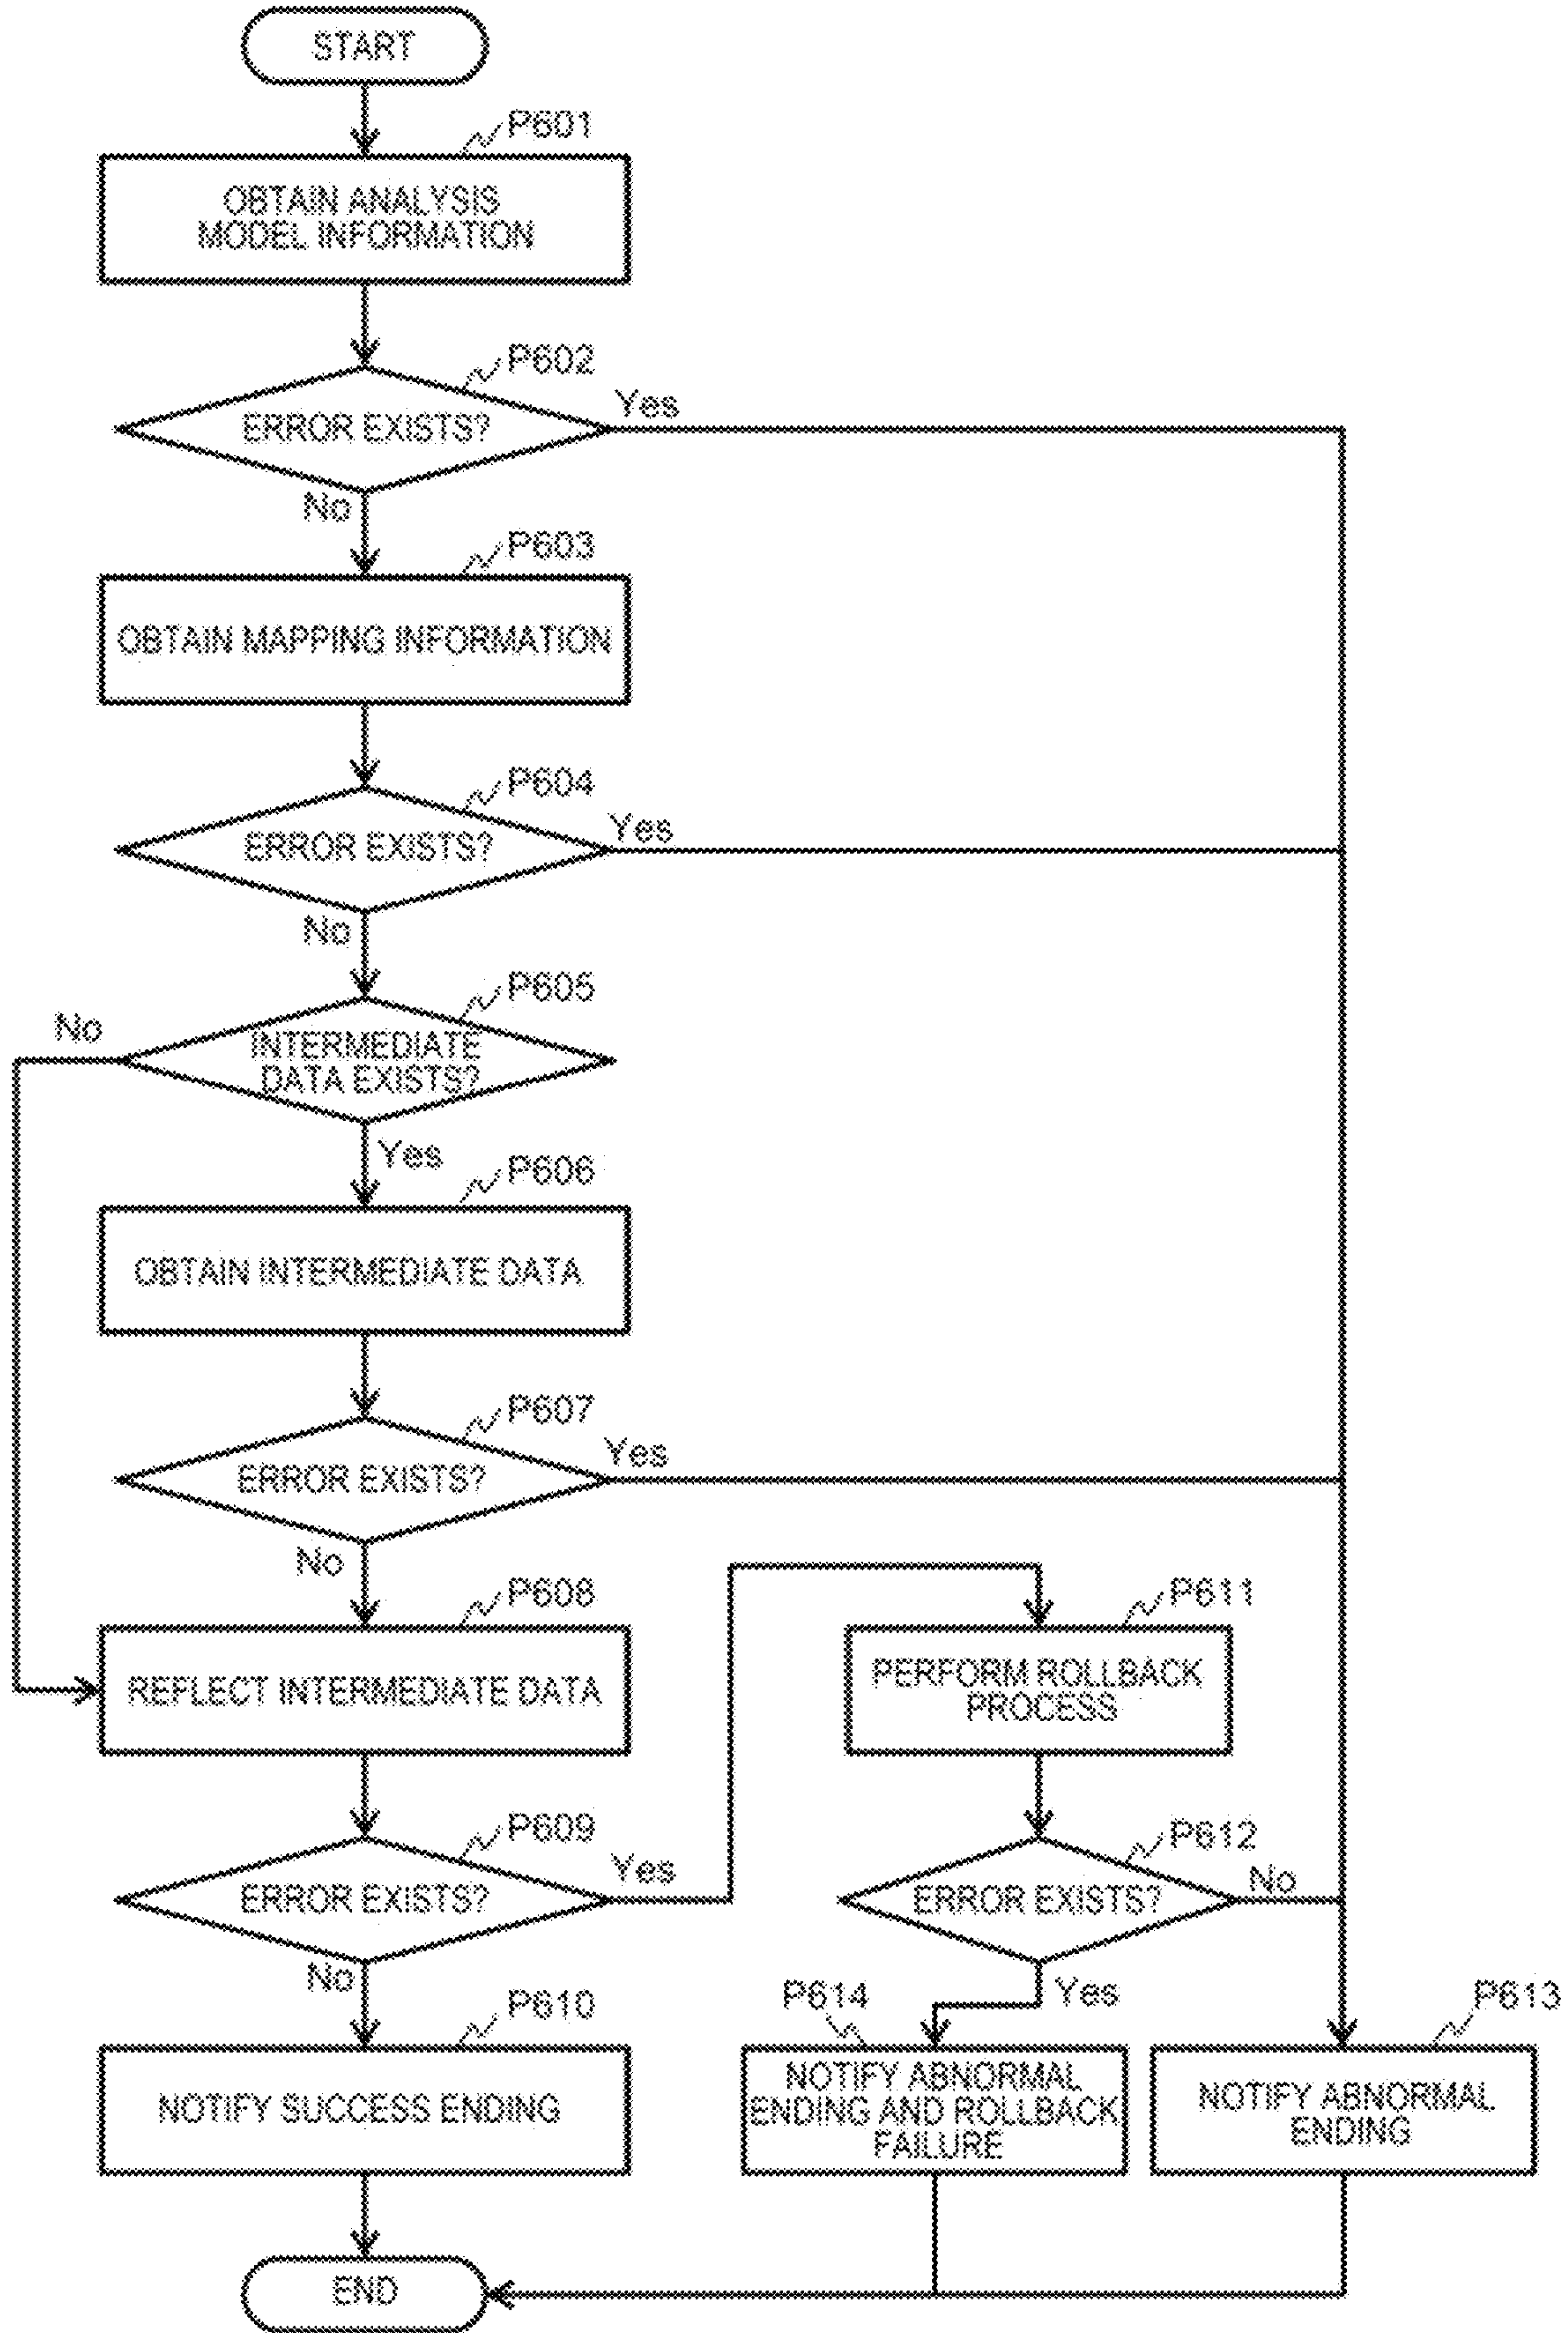 START
P601
OBTAIN ANALYSIS
MODEL INFORMATION
P602
ERROR EXISTS?
Yes
No
P603
OBTAIN MAPPING INFORMATION
P604
ERROR EXISTS?
Yes
No
P605
No
INTERMEDIATE
DATA EXISTS?
Yes
P606
OBTAIN INTERMEDIATE DATA
P607
ERROR EXISTS?
Yes
No
P608
REFLECT INTERMEDIATE DATA
P611
PERFORM ROLLBACK
PROCESS
P609
ERROR EXISTS?
Yes
No
P612
ERROR EXISTS?
No
Yes
P610
NOTIFY SUCCESS ENDING
P614
NOTIFY ABNORMAL
ENDING AND ROLLBACK
FAILURE
P613
NOTIFY ABNORMAL
ENDING
END